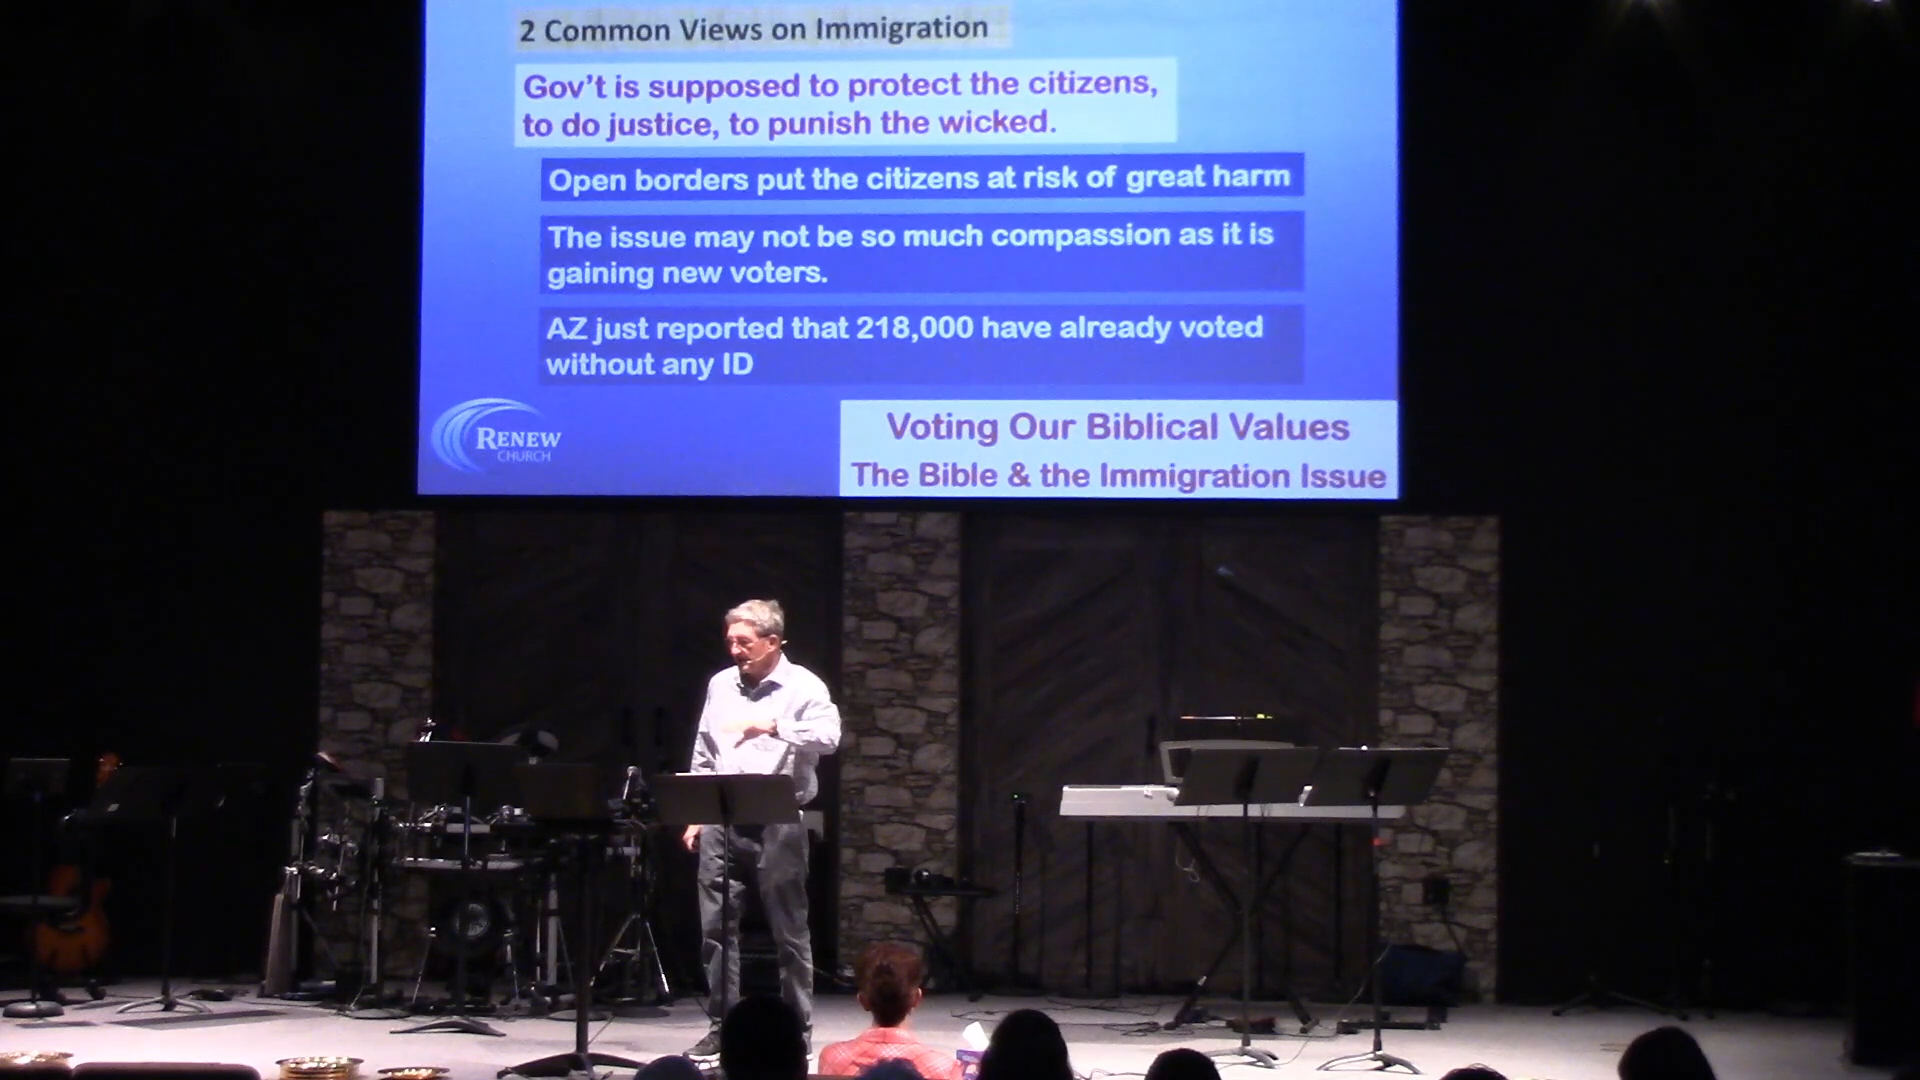 2 Common Views on Immigration
Gov't is supposed to protect the citizens,
to do justice, to punish the wicked.
Open borders put the citizens at risk of great harm
The issue may not be so much compassion as it is
gaining new voters.
AZ just reported that 218,000 have already voted
without any ID
RENEW
CHURCH
Voting Our Biblical Values
The Bible & the Immigration Issue